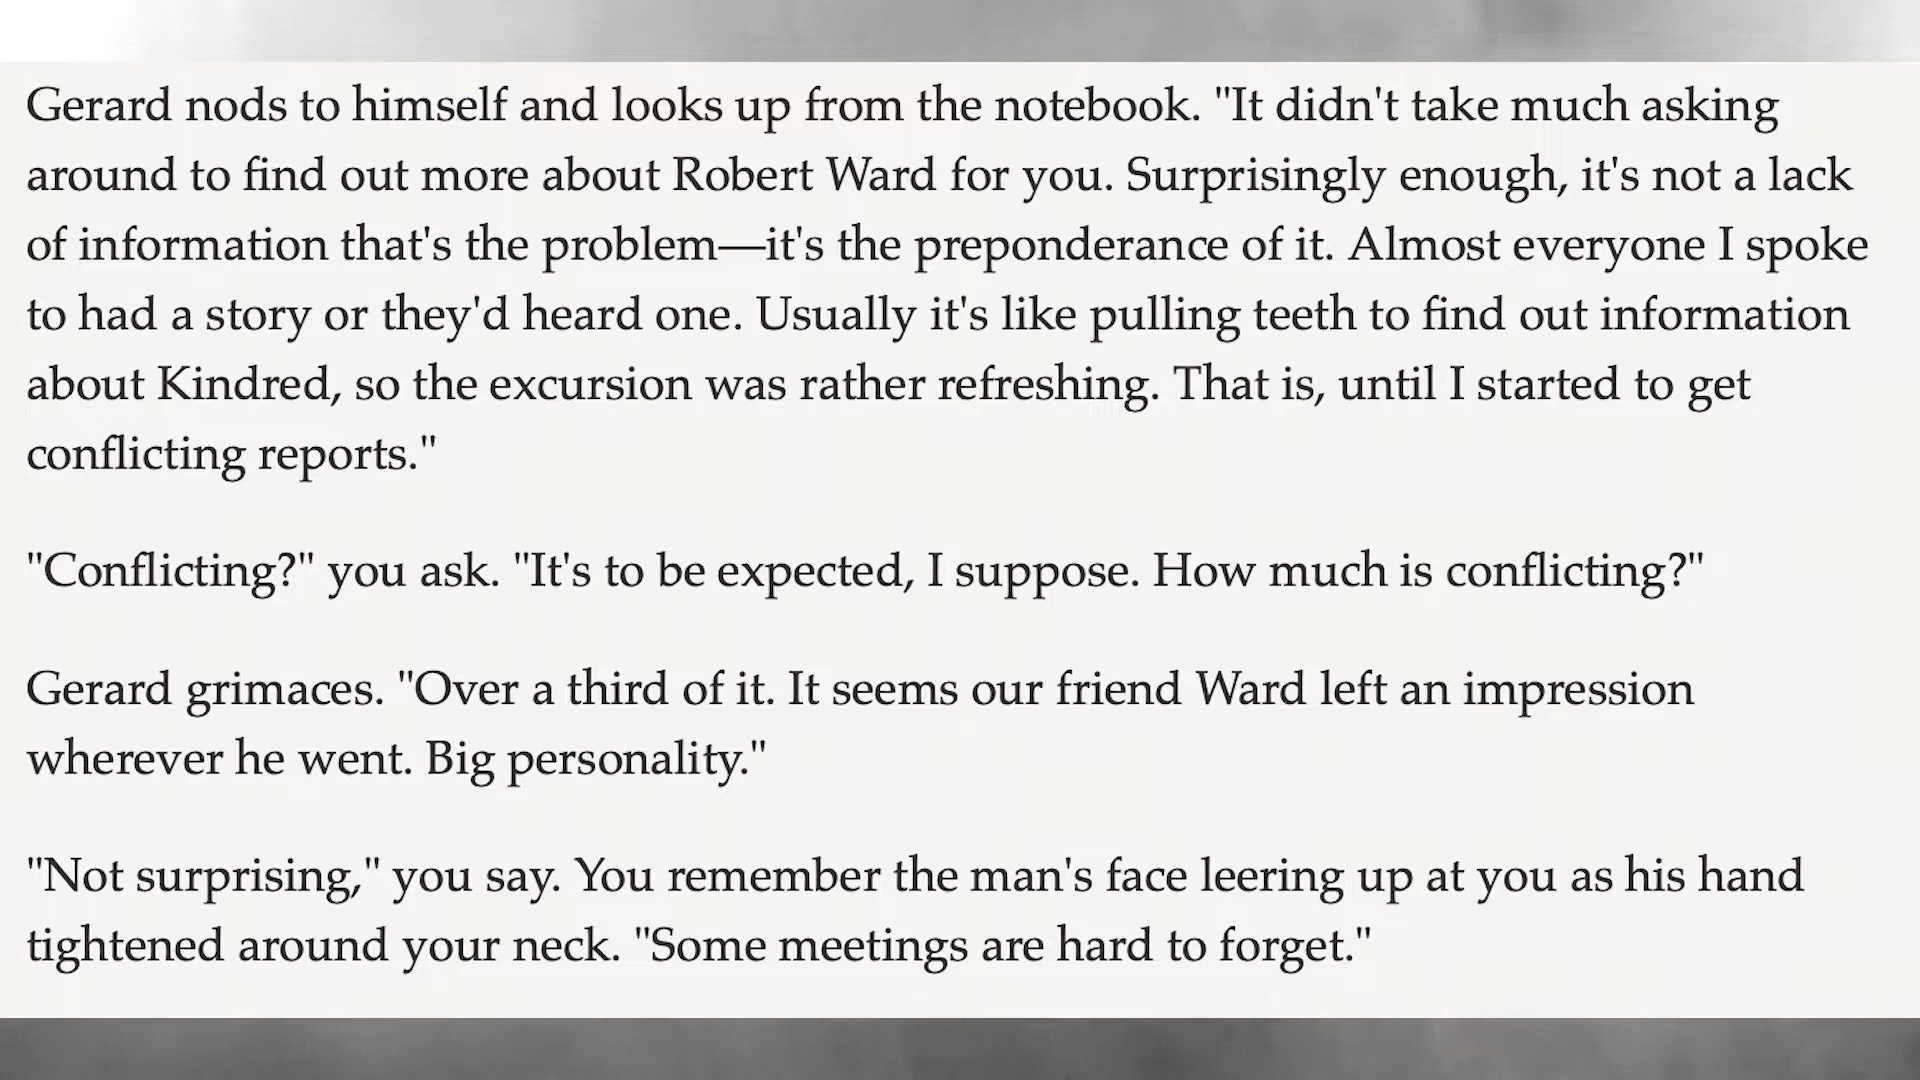 Gerard nods to himself and looks up from the notebook. "It didn't take much asking
around to find out more about Robert Ward for you. Surprisingly enough, it's not a lack
of information that's the problem—it's the preponderance of it. Almost everyone I spoke
to had a story or they'd heard one. Usually it's like pulling teeth to find out information
about Kindred, so the excursion was rather refreshing. That is, until I started to get
conflicting reports."
"Conflicting?" you ask. "It's to be expected, I suppose. How much is conflicting?"
Gerard grimaces. "Over a third of it. It seems our friend Ward left an impression
wherever he went. Big personality."
"Not surprising," you say. You remember the man's face leering up at you as his hand
tightened around your neck. "Some meetings are hard to forget."